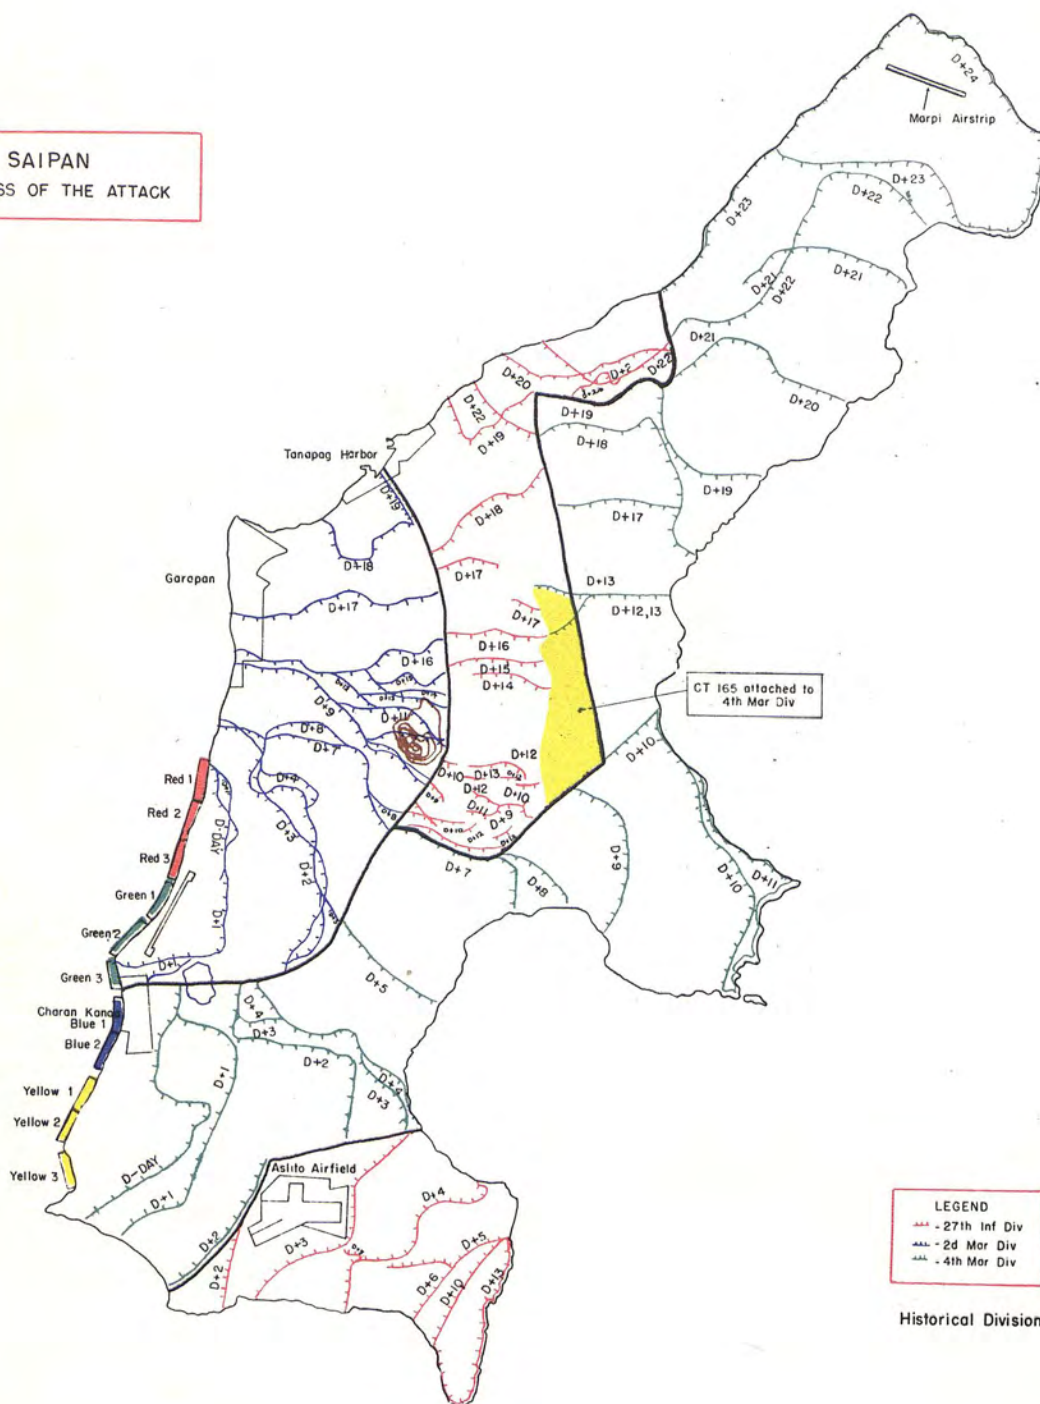 SAIPAN
SS OF THE ATTACK
D+24
Marpi Airstrip
D+23
D+22
D+23
D+21
D+21
D+22
D+21
D+2
D+22
D+20
D+20
D+22
D+19
D+19
D+18
Tanapag Harbor
D+19
D+18
D+19
D+17
D+18
D+17
Garapan
D+13
D+12,13
D+17
D+17
D+16
D+16
D+15
D+14
CT 165 attached to
4th Mar Div
D+9
D+11
D+8
D+7
D+12
D+10
D+13
D+12
D+10
D+11
D+9
D+10
Red 1
D+4
Red 2
D+3
D-DAY
Red 3
D+2
D+7
D+8
D+9
D+10
D+11
Green 1
D+1
Green 2
D+1
Green 3
D+5
Charan Kanoa
Blue 1
D+4
D+3
Blue 2
D+2
D+1
D+4
D+3
Yellow 1
Yellow 2
Yellow 3
D-DAY
D+1
Aslito Airfield
D+2
D+2
D+3
D+4
D+5
D+6
D+10
D+13
LEGEND
- 27th Inf Div
- 2d Mar Div
- 4th Mar Div
Historical Division